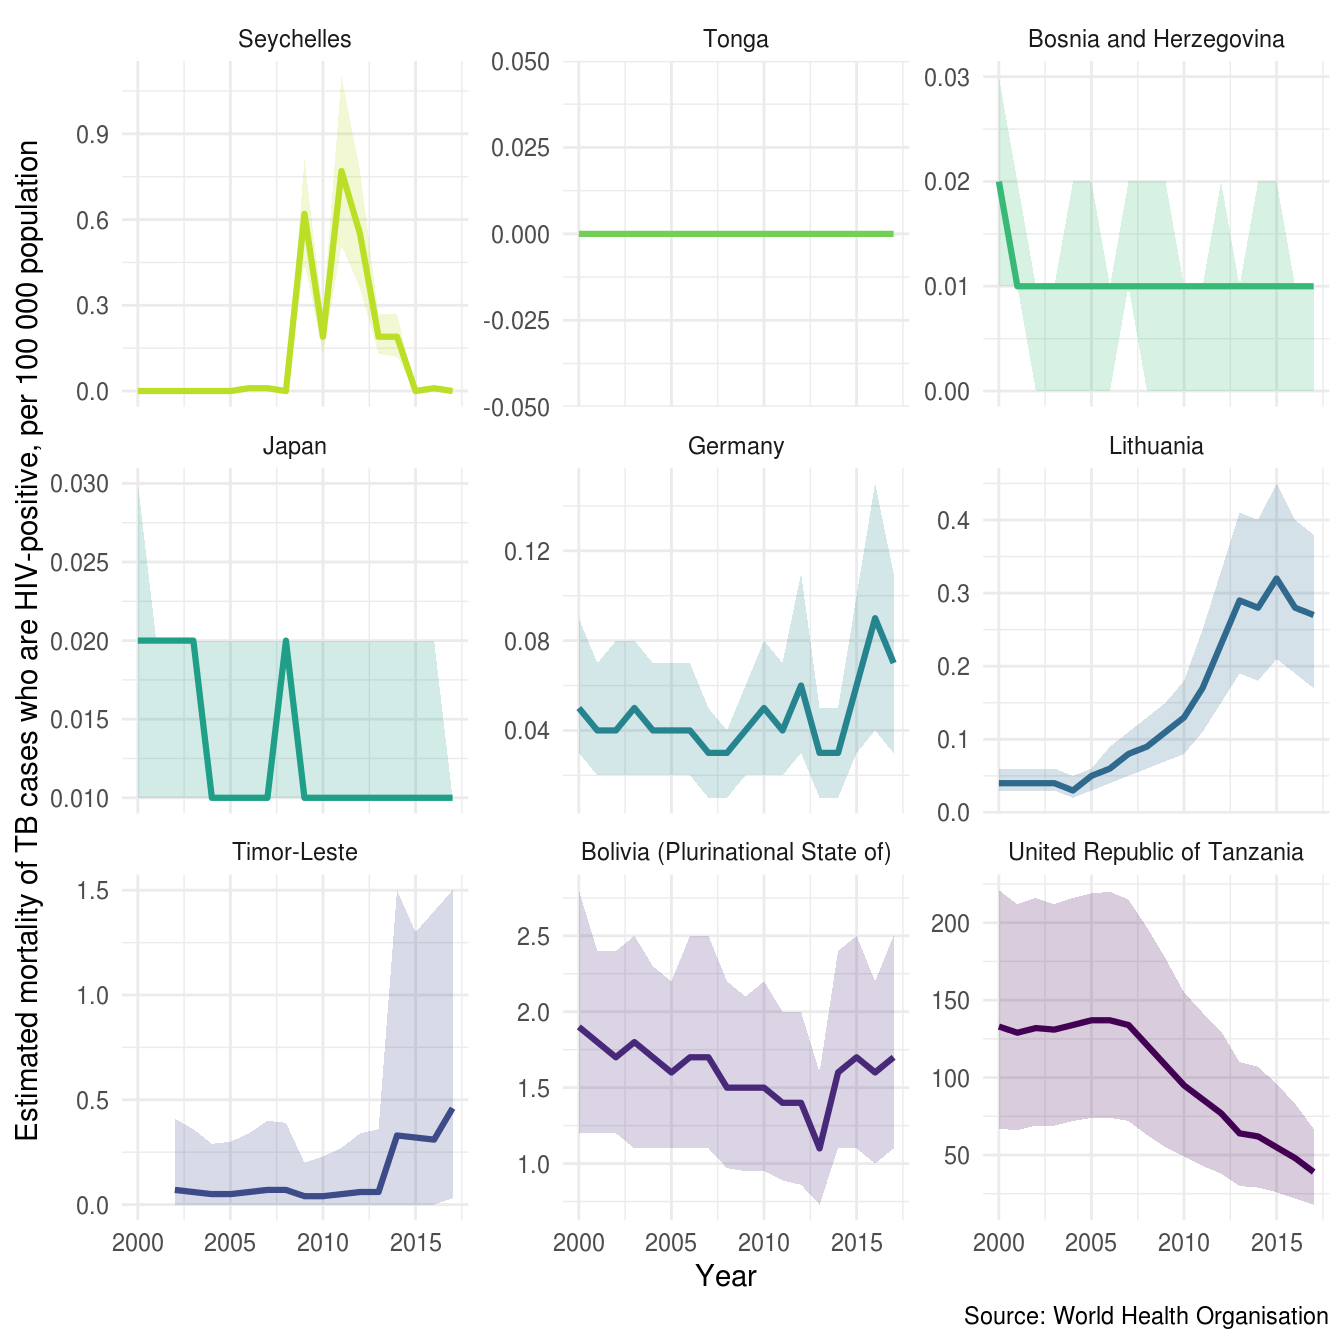 Seychelles
Tonga
Bosnia and Herzegovina
0.9
0.6
0.3
0.0
0.050
0.025
0.000
-0.025
-0.050
0.03
0.02
0.01
0.00
Japan
Germany
Lithuania
0.030
0.025
0.020
0.015
0.010
0.12
0.08
0.04
0.4
0.3
0.2
0.1
0.0
Timor-Leste
Bolivia (Plurinational State of)
United Republic of Tanzania
1.5
1.0
0.5
0.0
2.5
2.0
1.5
1.0
200
150
100
50
2000 2005 2010 2015
2000 2005 2010 2015
2000 2005 2010 2015
Estimated mortality of TB cases who are HIV-positive, per 100 000 population
Year
Source: World Health Organisation